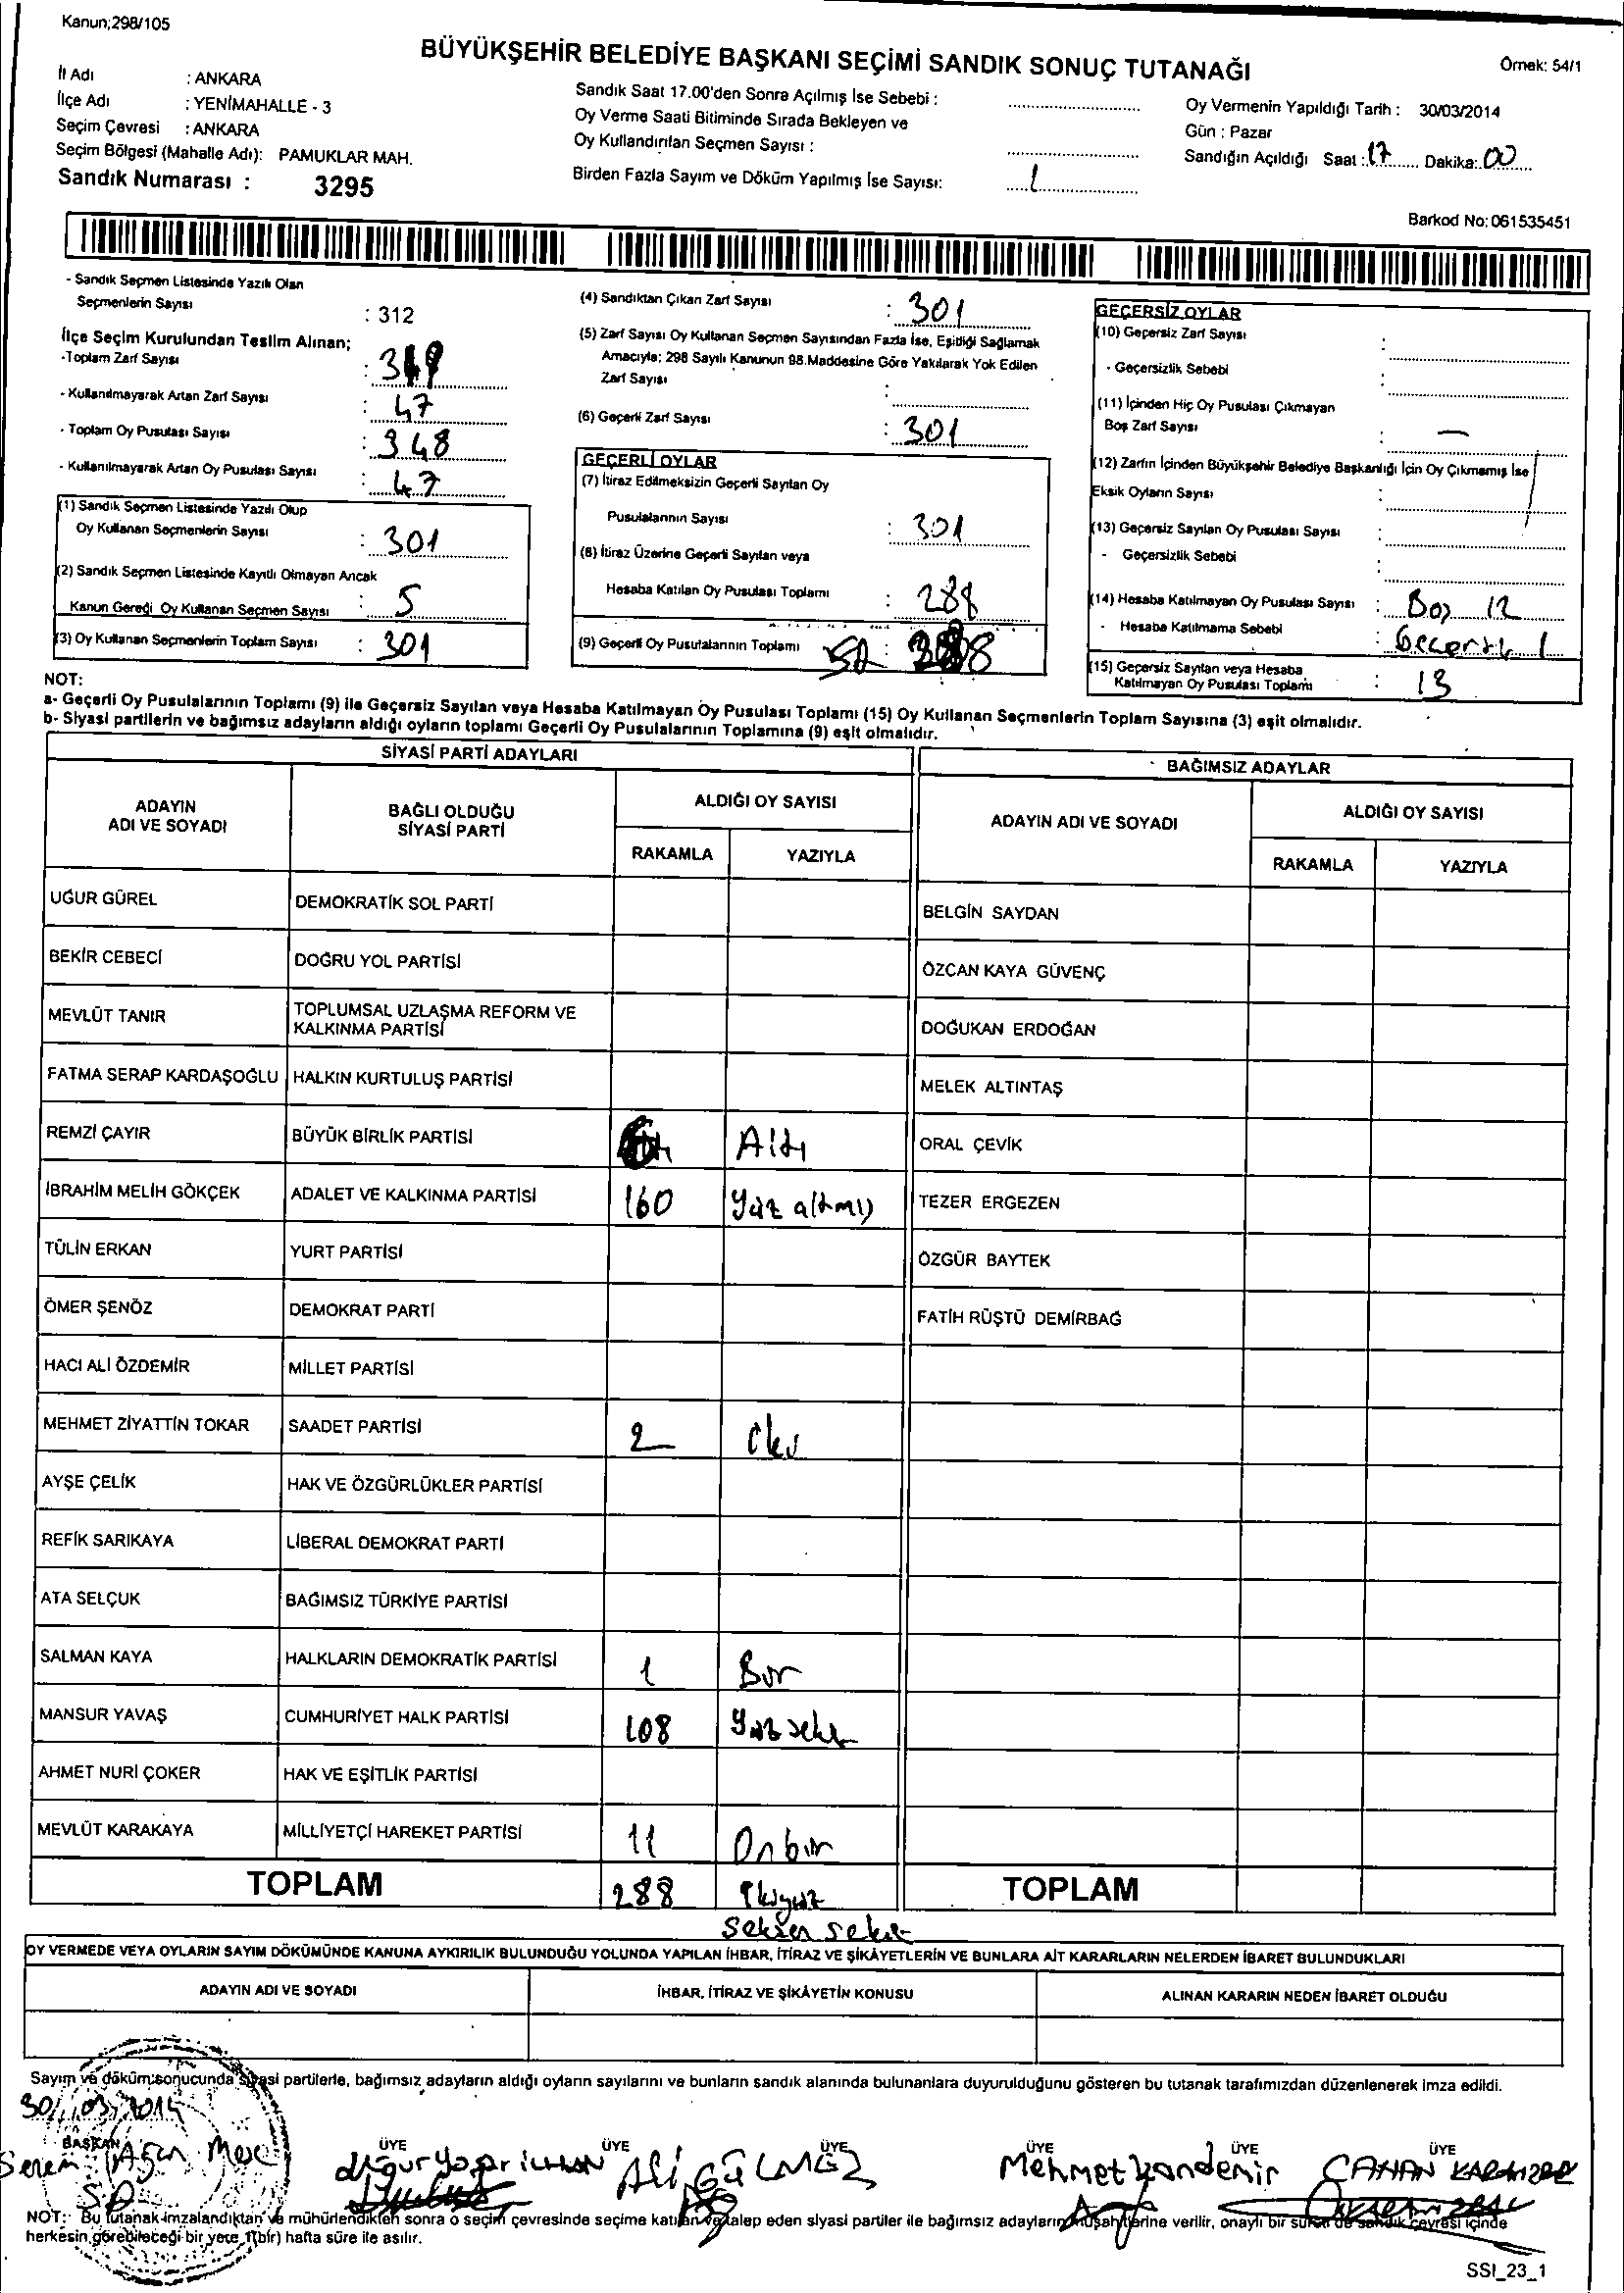 Kanun;298/105
BÜYÜKŞEHİR BELEDİYE BAŞKANI SEÇİMİ SANDIK SONUÇ TUTANAĞI
Örnek: 54/1
İl Adı : ANKARA
İlçe Adı : YENİMAHALLE - 3
Seçim Çevresi : ANKARA
Seçim Bölgesi (Mahalle Adı): PAMUKLAR MAH.
Sandık Numarası : 3295
Sandık Saat 17.00'den Sonra Açılmış İse Sebebi :
Oy Verme Saati Bitiminde Sırada Bekleyen ve
Oy Kullandırılan Seçmen Sayısı :
Birden Fazla Sayım ve Döküm Yapılmış İse Sayısı: 1
Oy Vermenin Yapıldığı Tarih : 30/03/2014
Gün : Pazar
Sandığın Açıldığı Saat : 17 Dakika: 00
Barkod No: 061535451
- Sandık Seçmen Listesinde Yazılı Olan
Seçmenlerin Sayısı : 312
İlçe Seçim Kurulundan Teslim Alınan;
-Toplam Zarf Sayısı :
- Kullanılmayarak Artan Zarf Sayısı : 47
- Toplam Oy Pusulası Sayısı : 348
- Kullanılmayarak Artan Oy Pusulası Sayısı : 47
(1) Sandık Seçmen Listesinde Yazılı Olup
Oy Kullanan Seçmenlerin Sayısı : 301
(2) Sandık Seçmen Listesinde Kayıtlı Olmayan Ancak
Kanun Gereği Oy Kullanan Seçmen Sayısı : 5
(3) Oy Kullanan Seçmenlerin Toplam Sayısı : 301
(4) Sandıktan Çıkan Zarf Sayısı : 301
(5) Zarf Sayısı Oy Kullanan Seçmen Sayısından Fazla İse, Eşitliği Sağlamak
Amacıyla; 298 Sayılı Kanunun 98.Maddesine Göre Yakılarak Yok Edilen
Zarf Sayısı :
(6) Geçerli Zarf Sayısı : 301
GEÇERLİ OYLAR
(7) İtiraz Edilmeksizin Geçerli Sayılan Oy
Pusulalarının Sayısı : 301
(8) İtiraz Üzerine Geçerli Sayılan veya
Hesaba Katılan Oy Pusulası Toplamı : 288
(9) Geçerli Oy Pusulalarının Toplamı :
GEÇERSİZ OYLAR
(10) Geçersiz Zarf Sayısı :
- Geçersizlik Sebebi :
(11) İçinden Hiç Oy Pusulası Çıkmayan
Boş Zarf Sayısı : —
(12) Zarfın İçinden Büyükşehir Belediye Başkanlığı İçin Oy Çıkmamış İse
Eksik Oyların Sayısı :
(13) Geçersiz Sayılan Oy Pusulası Sayısı :
- Geçersizlik Sebebi :
(14) Hesaba Katılmayan Oy Pusulası Sayısı : Boş 12
- Hesaba Katılmama Sebebi :
(15) Geçersiz Sayılan veya Hesaba
Katılmayan Oy Pusulası Toplamı : 13
NOT:
a- Geçerli Oy Pusulalarının Toplamı (9) ile Geçersiz Sayılan veya Hesaba Katılmayan Oy Pusulası Toplamı (15) Oy Kullanan Seçmenlerin Toplam Sayısına (3) eşit olmalıdır.
b- Siyasi partilerin ve bağımsız adayların aldığı oyların toplamı Geçerli Oy Pusulalarının Toplamına (9) eşit olmalıdır.
SİYASİ PARTİ ADAYLARI
ADAYIN ADI VE SOYADI
BAĞLI OLDUĞU SİYASİ PARTİ
ALDIĞI OY SAYISI
RAKAMLA YAZIYLA
UĞUR GÜREL DEMOKRATİK SOL PARTİ
BEKİR CEBECİ DOĞRU YOL PARTİSİ
MEVLÜT TANIR TOPLUMSAL UZLAŞMA REFORM VE KALKINMA PARTİSİ
FATMA SERAP KARDAŞOĞLU HALKIN KURTULUŞ PARTİSİ
REMZİ ÇAYIR BÜYÜK BİRLİK PARTİSİ Altı
İBRAHİM MELİH GÖKÇEK ADALET VE KALKINMA PARTİSİ 160 Yüz altmış
TÜLİN ERKAN YURT PARTİSİ
ÖMER ŞENÖZ DEMOKRAT PARTİ
HACI ALİ ÖZDEMİR MİLLET PARTİSİ
MEHMET ZİYATTİN TOKAR SAADET PARTİSİ 2 iki
AYŞE ÇELİK HAK VE ÖZGÜRLÜKLER PARTİSİ
REFİK SARIKAYA LİBERAL DEMOKRAT PARTİ
ATA SELÇUK BAĞIMSIZ TÜRKİYE PARTİSİ
SALMAN KAYA HALKLARIN DEMOKRATİK PARTİSİ 1 Bir
MANSUR YAVAŞ CUMHURİYET HALK PARTİSİ 108 Yüz sekiz
AHMET NURİ ÇOKER HAK VE EŞİTLİK PARTİSİ
MEVLÜT KARAKAYA MİLLİYETÇİ HAREKET PARTİSİ 11 Onbir
TOPLAM 288 ikiyüz
seksen sekiz
BAĞIMSIZ ADAYLAR
ADAYIN ADI VE SOYADI
ALDIĞI OY SAYISI
RAKAMLA YAZIYLA
BELGİN SAYDAN
ÖZCAN KAYA GÜVENÇ
DOĞUKAN ERDOĞAN
MELEK ALTINTAŞ
ORAL ÇEVİK
TEZER ERGEZEN
ÖZGÜR BAYTEK
FATİH RÜŞTÜ DEMİRBAĞ
TOPLAM
OY VERMEDE VEYA OYLARIN SAYIM DÖKÜMÜNDE KANUNA AYKIRILIK BULUNDUĞU YOLUNDA YAPILAN İHBAR, İTİRAZ VE ŞİKÂYETLERİN VE BUNLARA AİT KARARLARIN NELERDEN İBARET BULUNDUKLARI
ADAYIN ADI VE SOYADI İHBAR, İTİRAZ VE ŞİKÂYETİN KONUSU ALINAN KARARIN NEDEN İBARET OLDUĞU
Sayım ve döküm sonucunda siyasi partilerle, bağımsız adayların aldığı oyların sayılarını ve bunların sandık alanında bulunanlara duyurulduğunu gösteren bu tutanak tarafımızdan düzenlenerek imza edildi.
30/03/2014
BAŞKAN ÜYE ÜYE ÜYE ÜYE ÜYE ÜYE
Ali GÜLMEZ Mehmet Kandemir
NOT: Bu tutanak imzalandıktan ve mühürlendikten sonra o seçim çevresinde seçime katılan ve talep eden siyasi partiler ile bağımsız adayların müşahitlerine verilir, onaylı bir sureti de sandık çevresi içinde
herkesin görebileceği bir yere 1(bir) hafta süre ile asılır.
SSI_23_1